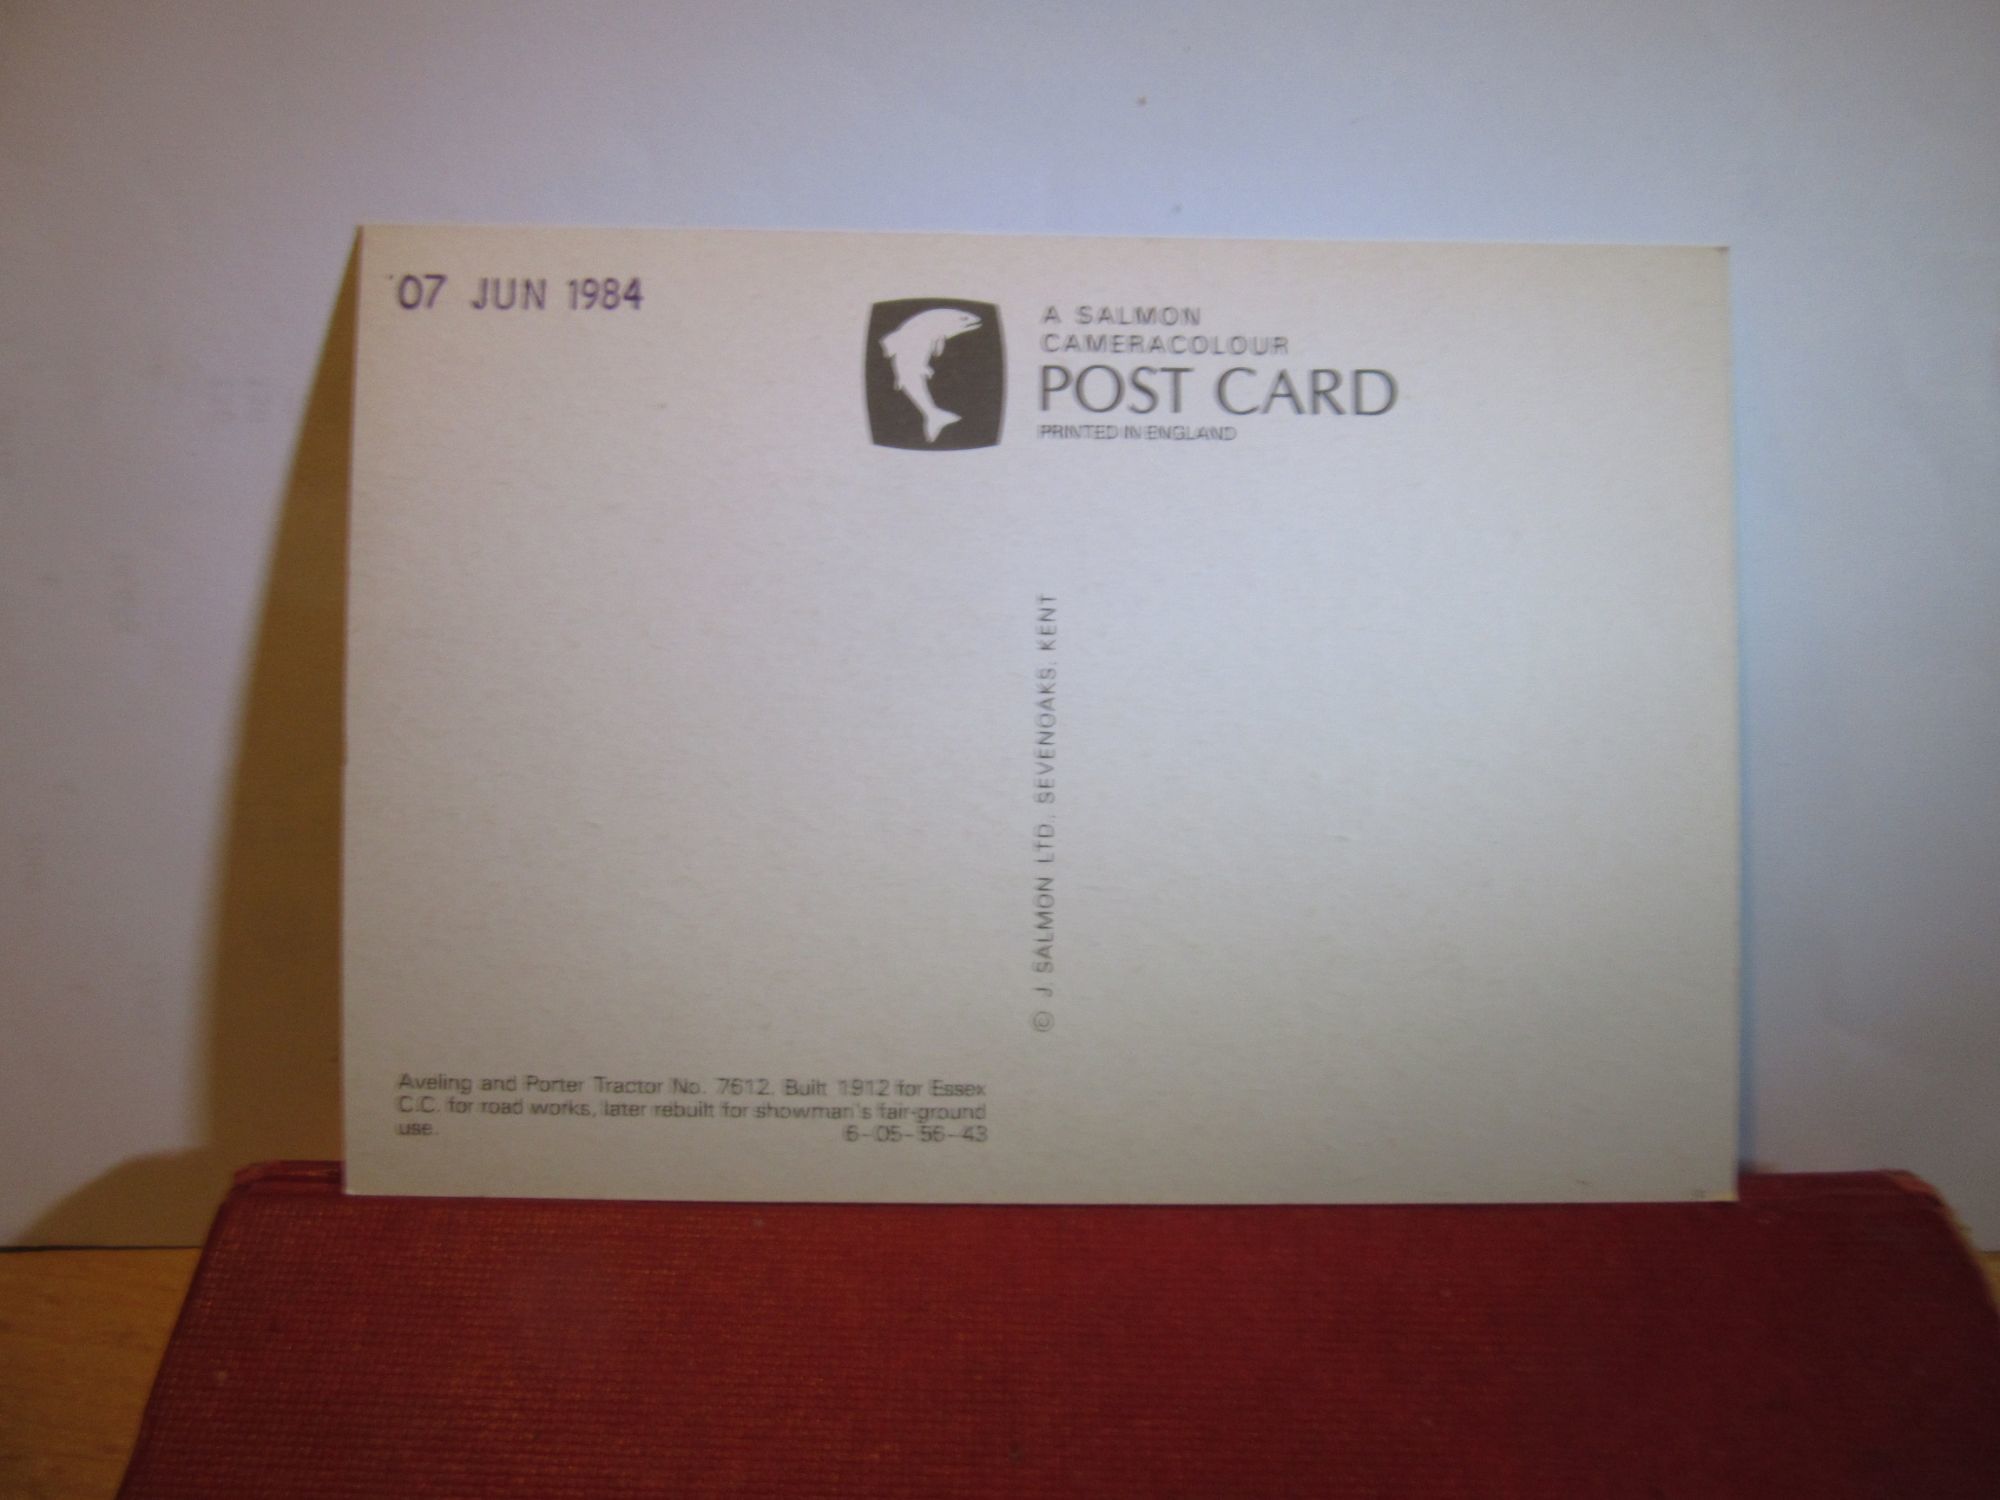 07 JUN 1984
A SALMON
CAMERACOLOUR
POST CARD
PRINTED IN ENGLAND
© J. SALMON LTD., SEVENOAKS, KENT
Aveling and Porter Tractor No. 7612. Built 1912 for Essex
C.C. for road works, later rebuilt for showman's fair-ground
use.
6-05-56-43